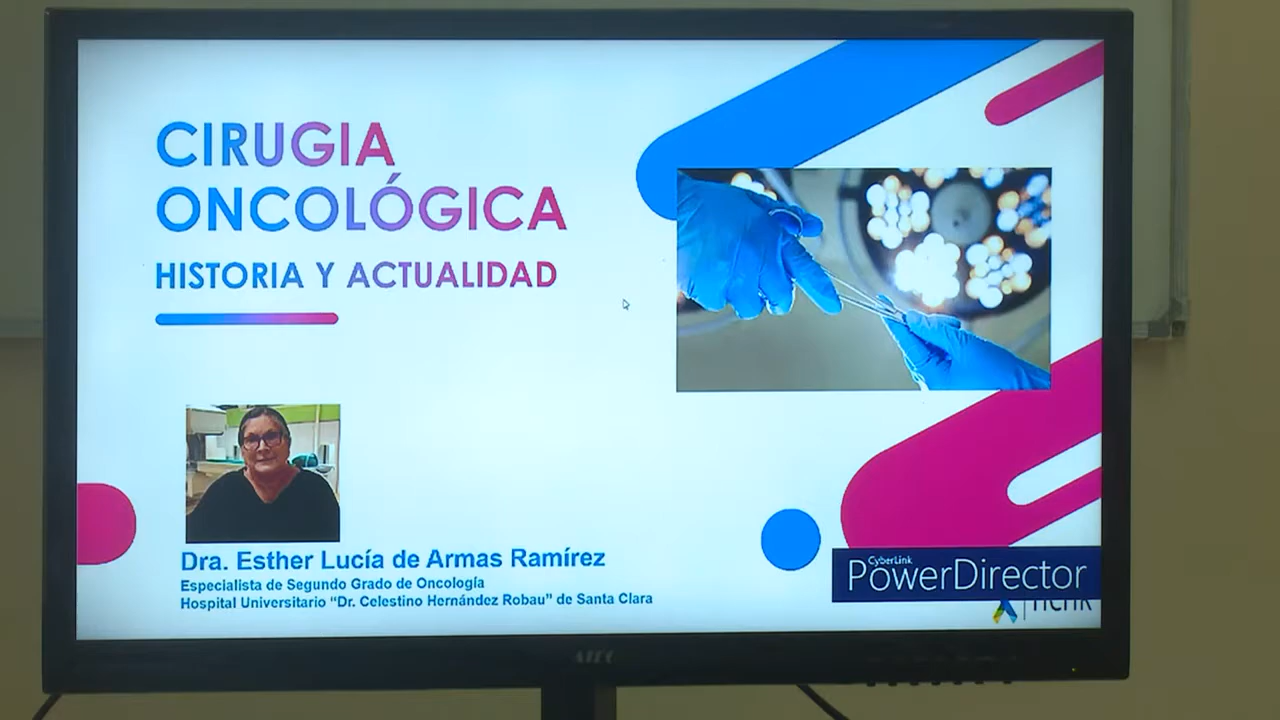 CIRUGIA
ONCOLÓGICA
HISTORIA Y ACTUALIDAD
Dra. Esther Lucía de Armas Ramírez
Especialista de Segundo Grado de Oncología
Hospital Universitario “Dr. Celestino Hernández Robau” de Santa Clara
CyberLink
PowerDirector